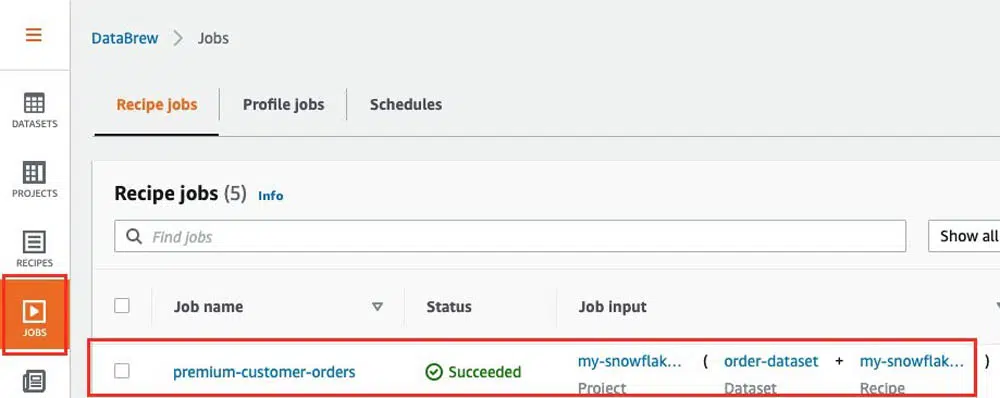 DataBrew > Jobs
DATASETS
Recipe jobs Profile jobs Schedules
PROJECTS
Recipe jobs (5) Info
Find jobs Show all
RECIPES
Job name Status Job input
JOBS
premium-customer-orders Succeeded my-snowflak... ( order-dataset + my-snowflak... )
Project Dataset Recipe